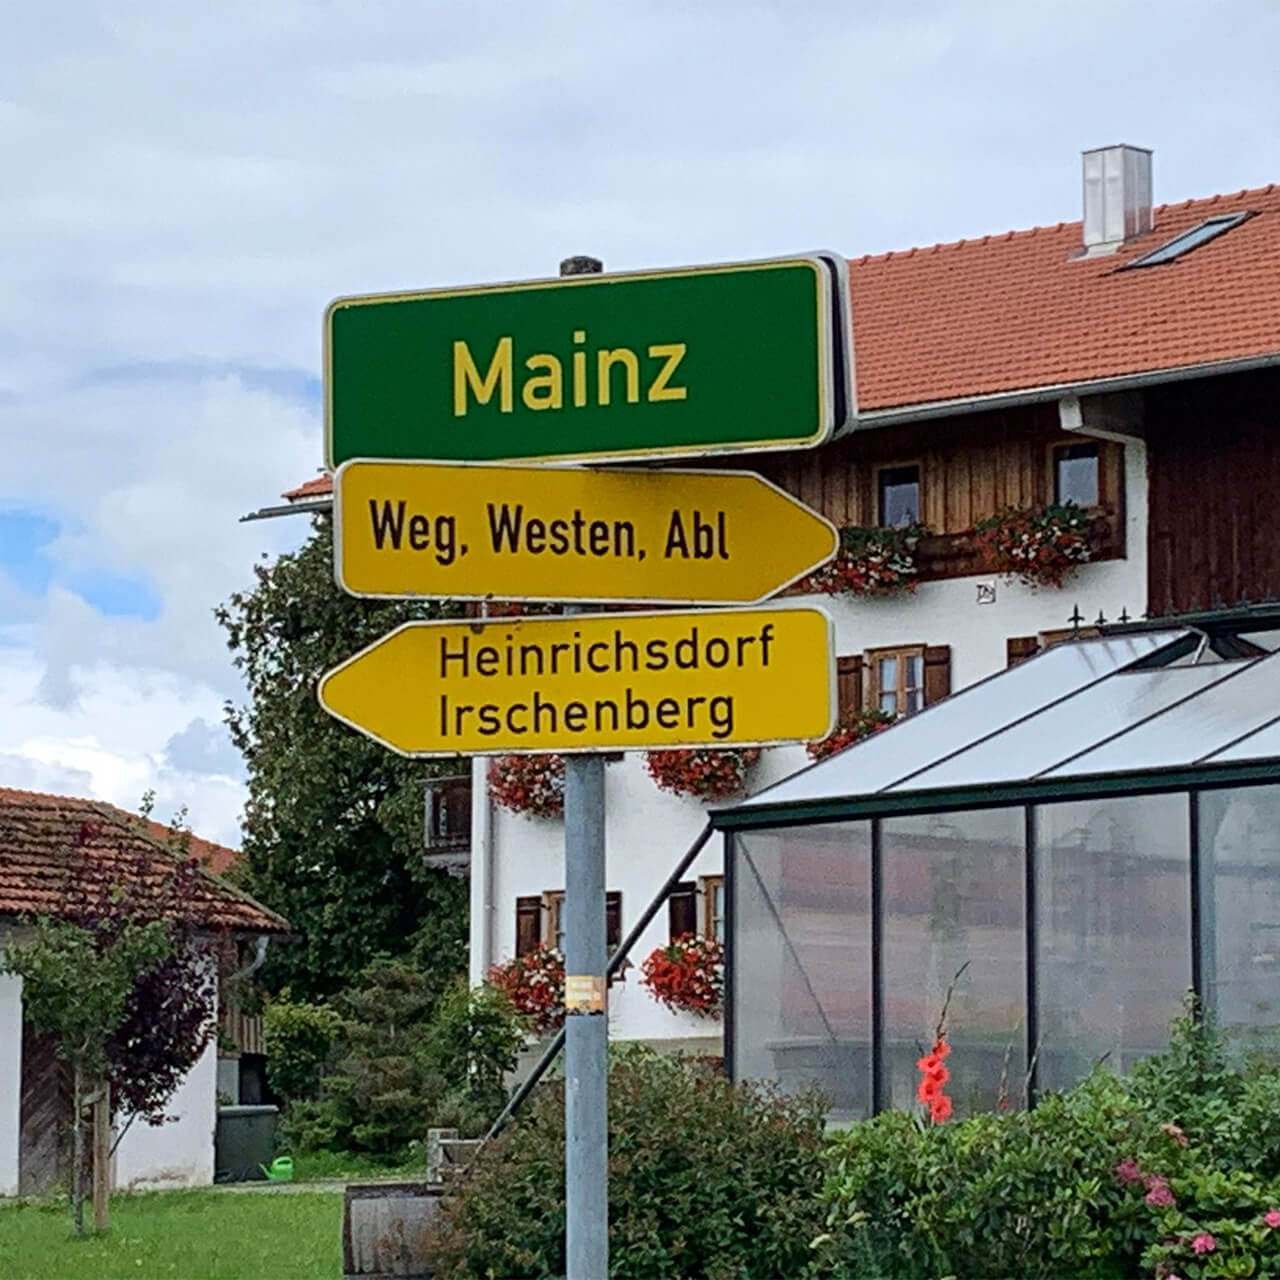 Mainz
Weg, Westen, Abl
Heinrichsdorf
Irschenberg